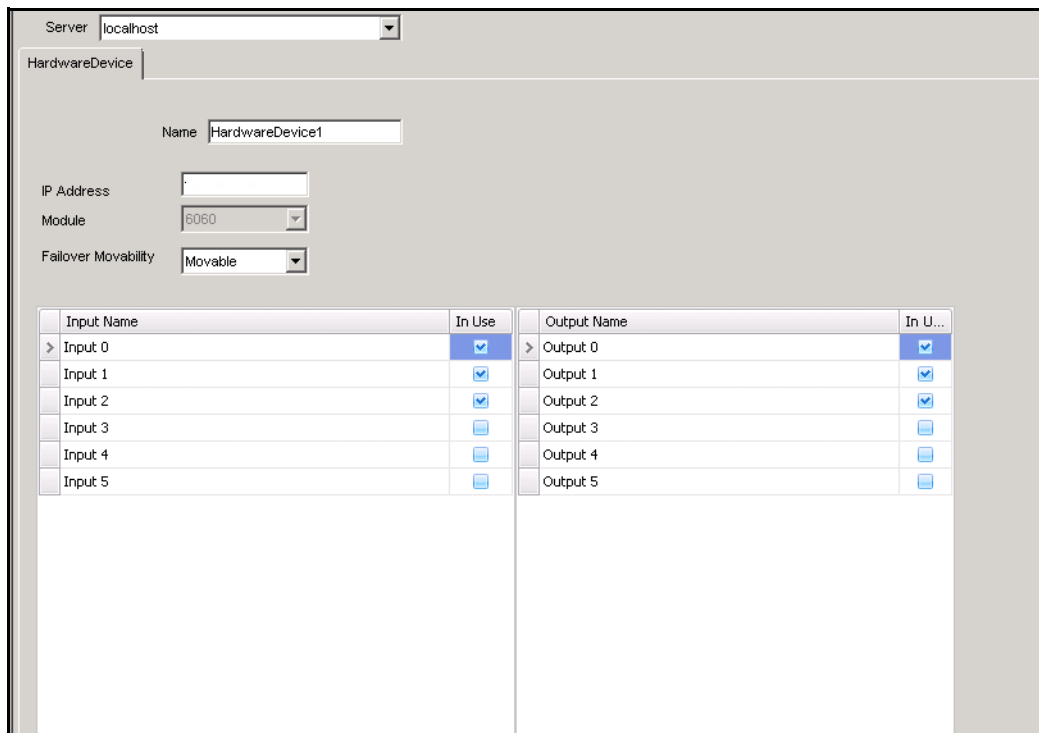 Server localhost
HardwareDevice
Name HardwareDevice1
IP Address .
Module 6060
Failover Movability Movable
Input Name In Use Output Name In U...
> Input 0 > Output 0
Input 1 Output 1
Input 2 Output 2
Input 3 Output 3
Input 4 Output 4
Input 5 Output 5